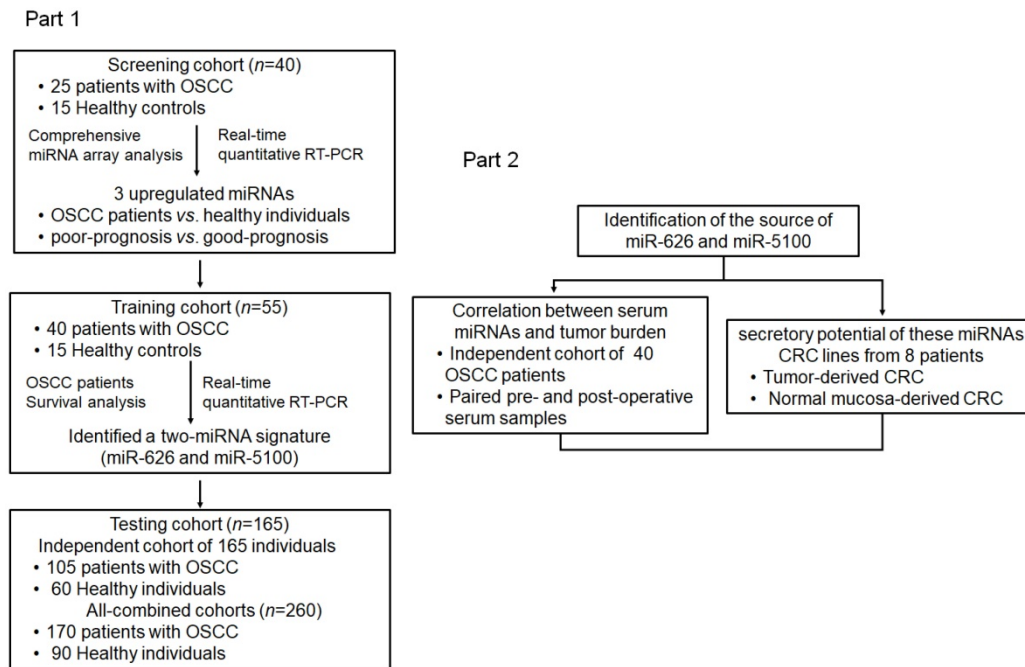 Part 1
Screening cohort (n=40)
• 25 patients with OSCC
• 15 Healthy controls
Comprehensive
miRNA array analysis
Real-time
quantitative RT-PCR
3 upregulated miRNAs
• OSCC patients vs. healthy individuals
• poor-prognosis vs. good-prognosis
Training cohort (n=55)
• 40 patients with OSCC
• 15 Healthy controls
OSCC patients
Survival analysis
Real-time
quantitative RT-PCR
Identified a two-miRNA signature
(miR-626 and miR-5100)
Testing cohort (n=165)
Independent cohort of 165 individuals
• 105 patients with OSCC
• 60 Healthy individuals
All-combined cohorts (n=260)
• 170 patients with OSCC
• 90 Healthy individuals
Part 2
Identification of the source of
miR-626 and miR-5100
Correlation between serum
miRNAs and tumor burden
• Independent cohort of 40
OSCC patients
• Paired pre- and post-operative
serum samples
secretory potential of these miRNAs
CRC lines from 8 patients
• Tumor-derived CRC
• Normal mucosa-derived CRC